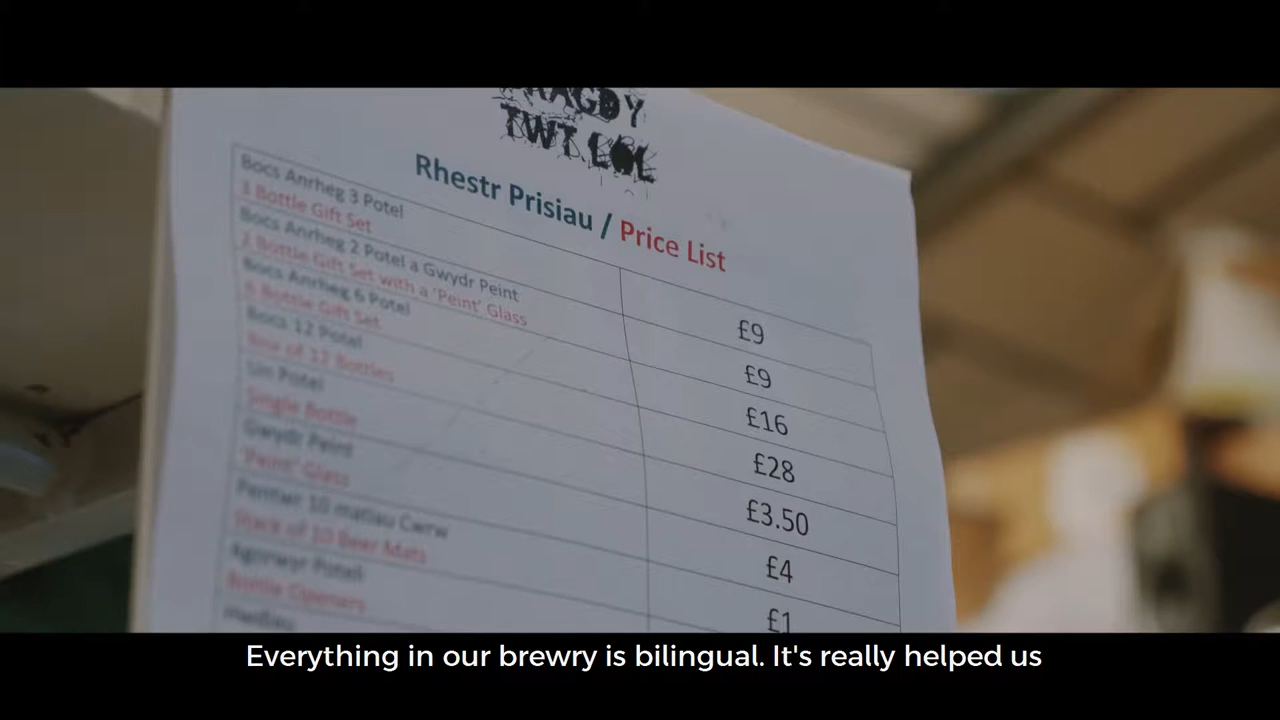 TWT LOL
Rhestr Prisiau / Price List
Bocs Anrheg 3 Potel
3 Bottle Gift Set
£9
Bocs Anrheg 2 Potel a Gwydr Peint
2 Bottle Gift Set with a 'Peint' Glass
£9
Bocs Anrheg 6 Potel
6 Bottle Gift Set
£16
Bocs 12 Potel
Box of 12 Bottles
£28
Un Potel
Single Bottle
£3.50
Gwydr Peint
'Peint' Glass
£4
Pentwr 10 matiau Cwrw
Stack of 10 Beer Mats
£1
Agorwyr Poteli
Bottle Openers
Everything in our brewry is bilingual. It's really helped us